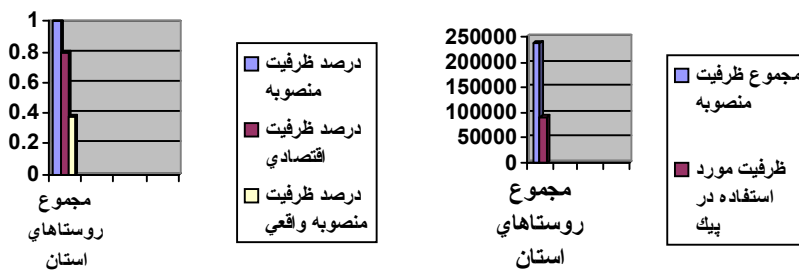 1
0.8
0.6
0.4
0.2
0
مجموع
روستاهاي
استان
درصد ظرفيت
منصوبه
درصد ظرفيت
اقتصادي
درصد ظرفيت
منصوبه واقعي
250000
200000
150000
100000
50000
0
مجموع
روستاهاي
استان
مجموع ظرفيت
منصوبه
ظرفيت مورد
استفاده در
پيك